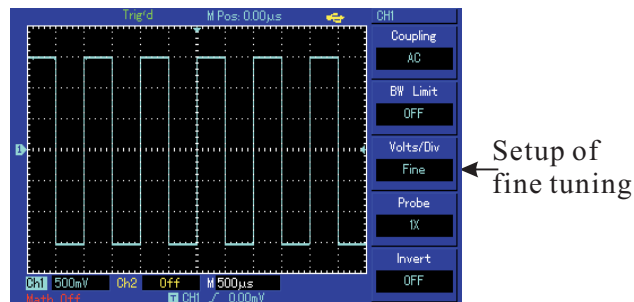 Trig'd M Pos: 0.00µs CH1
Coupling
AC
BW Limit
OFF
1
Volts/Div
Fine
Setup of
fine tuning
Probe
1X
Invert
OFF
Ch1 500mV Ch2 Off M 500µs
Math Off T CH1 / 0.00mV